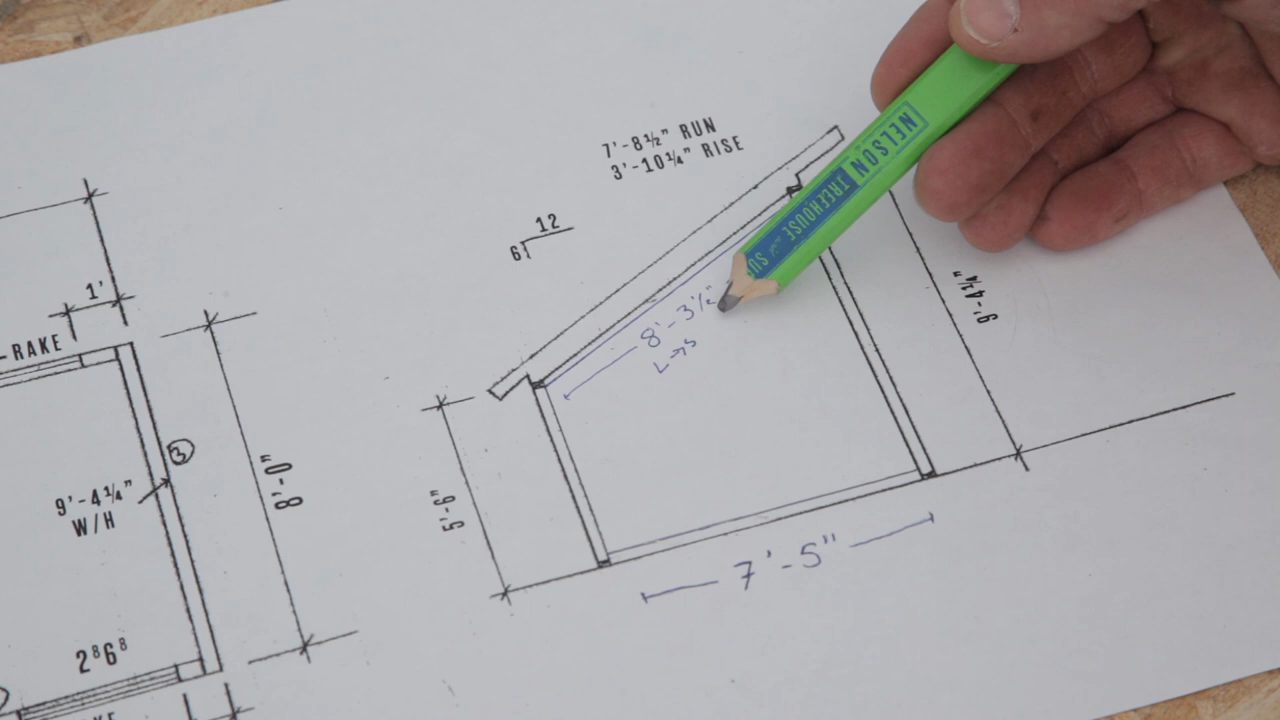 7'-8½" RUN
3'-10¼" RISE
12
6
1'
-RAKE
8'-3½"
L→S
9'-4¼"
5'-6"
8'-0"
3
9'-4¼"
W/H
7'-5"
2⁸6⁸
NELSON
TREEHOUSE
SU